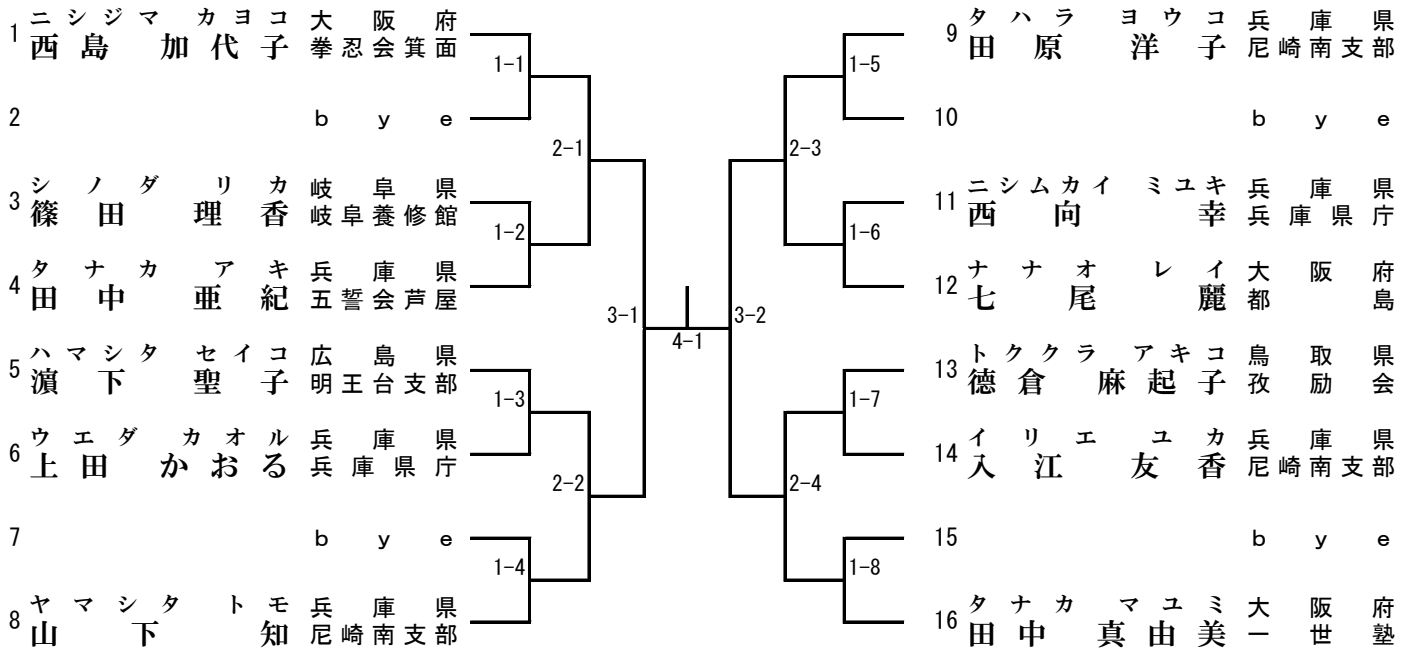 ニシジマ カヨコ 大阪府
1 西島 加代子 拳忍会箕面
1-1
2 bye
2-1
シノダ リカ 岐阜県
3 篠田 理香 岐阜養修館
1-2
タナカ アキ 兵庫県
4 田中 亜紀 五誓会芦屋
3-1
ハマシタ セイコ 広島県
5 濵下 聖子 明王台支部
1-3
ウエダ カオル 兵庫県
6 上田 かおる 兵庫県庁
2-2
7 bye
1-4
ヤマシタ トモ 兵庫県
8 山下 知 尼崎南支部
4-1
タハラ ヨウコ 兵庫県
9 田原 洋子 尼崎南支部
1-5
10 bye
2-3
ニシムカイ ミユキ 兵庫県
11 西向 幸 兵庫県庁
1-6
ナナオ レイ 大阪府
12 七尾 麗 都島
3-2
トククラ アキコ 鳥取県
13 德倉 麻起子 孜励会
1-7
イリエ ユカ 兵庫県
14 入江 友香 尼崎南支部
2-4
15 bye
1-8
タナカ マユミ 大阪府
16 田中 真由美 一世塾